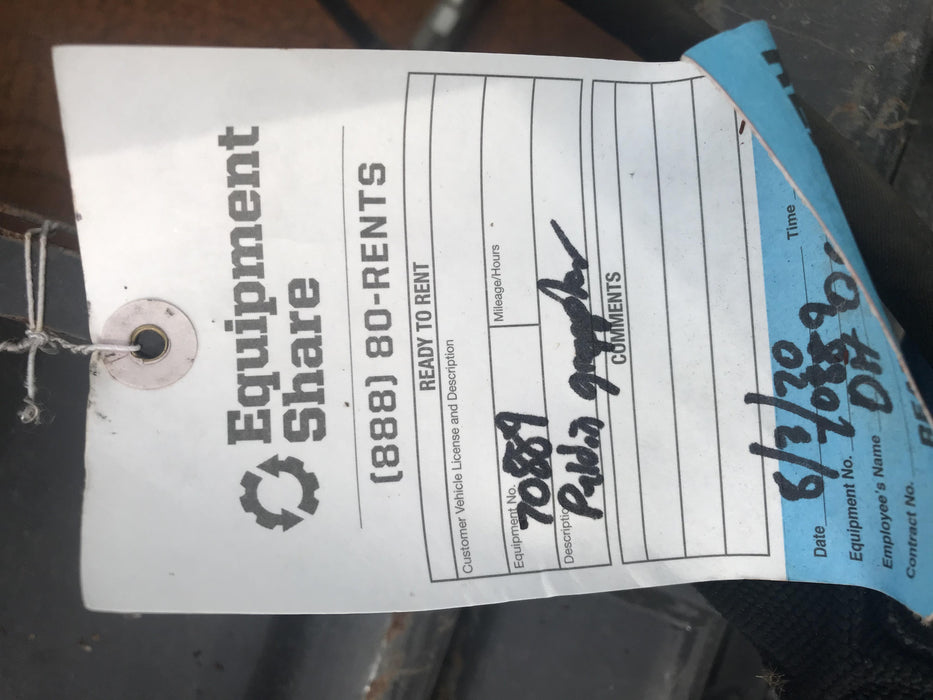 Equipment
Share
(888) 80-RENTS
READY TO RENT
Customer Vehicle License and Description
Equipment No. Mileage/Hours
70889
Description
COMMENTS
Date 8/3/20 Time
Equipment No. 70889
Employee's Name
Contract No.